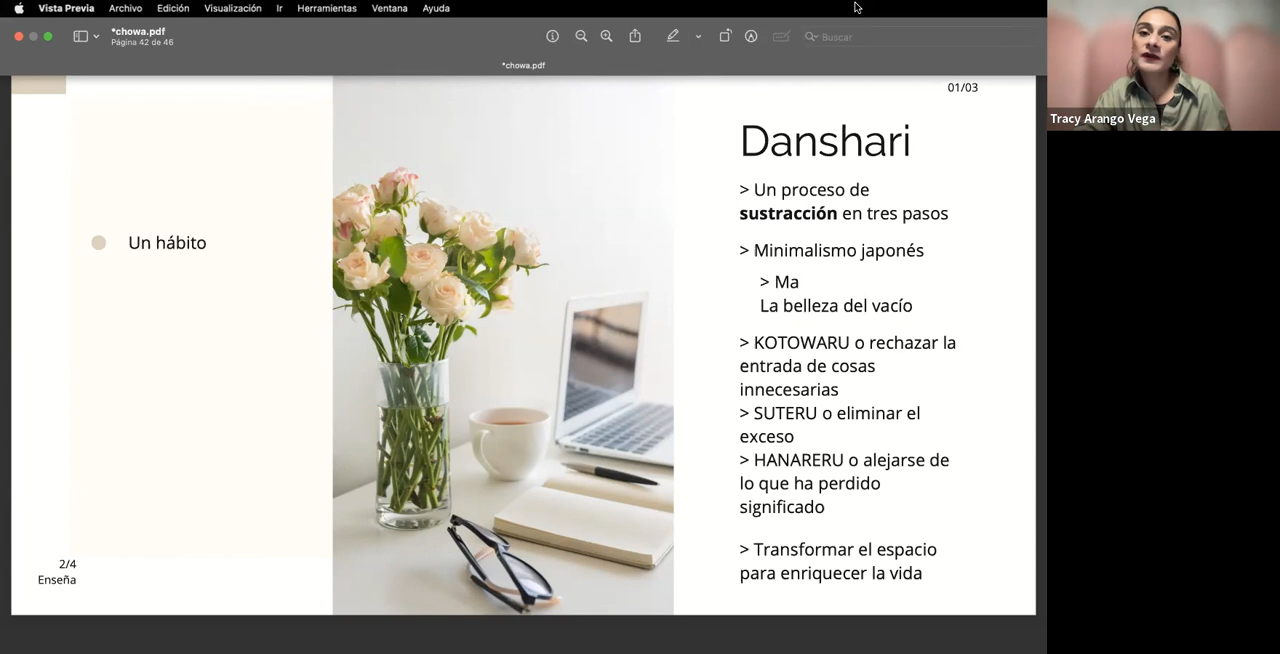 Vista Previa Archivo Edición Visualización Ir Herramientas Ventana Ayuda
*chowa.pdf
Página 42 de 46
Buscar
*chowa.pdf
Tracy Arango Vega
01/03
Un hábito
2/4
Enseña
Danshari
> Un proceso de
sustracción en tres pasos
> Minimalismo japonés
> Ma
La belleza del vacío
> KOTOWARU o rechazar la
entrada de cosas
innecesarias
> SUTERU o eliminar el
exceso
> HANARERU o alejarse de
lo que ha perdido
significado
> Transformar el espacio
para enriquecer la vida